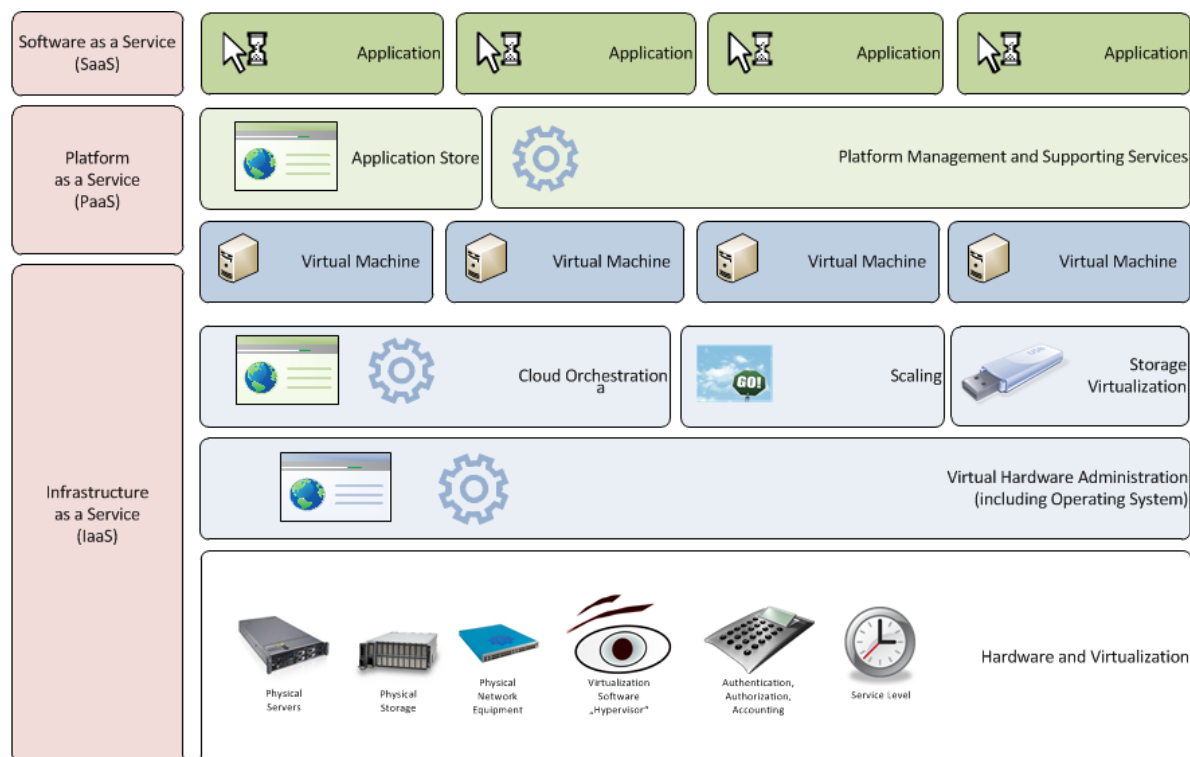 Software as a Service
(SaaS)
Application
Application
Application
Application
Platform
as a Service
(PaaS)
Application Store
Platform Management and Supporting Services
Virtual Machine
Virtual Machine
Virtual Machine
Virtual Machine
Infrastructure
as a Service
(IaaS)
Cloud Orchestration
a
GO!
Scaling
USB
Storage
Virtualization
Virtual Hardware Administration
(including Operating System)
Physical
Servers
Physical
Storage
Physical
Network
Equipment
Virtualization
Software
„Hypervisor“
Authentication,
Authorization,
Accounting
Service Level
Hardware and Virtualization